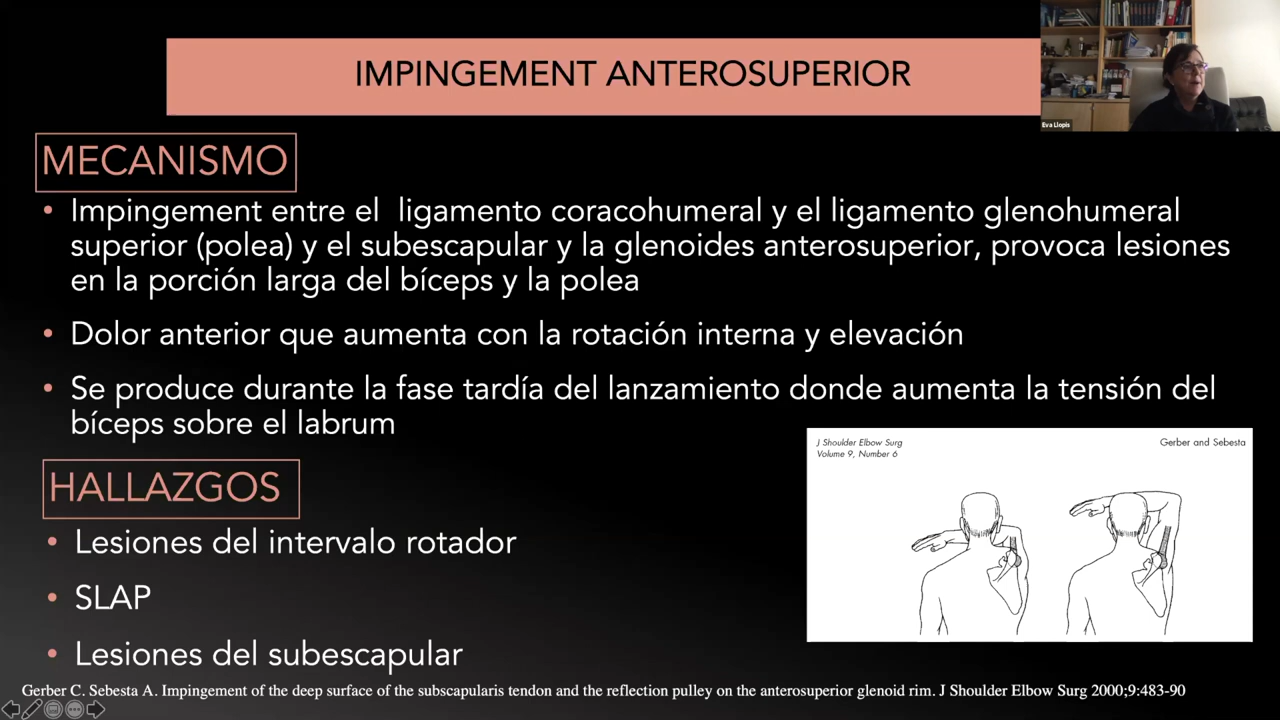 IMPINGEMENT ANTEROSUPERIOR
Eva Llopis
MECANISMO
• Impingement entre el  ligamento coracohumeral y el ligamento glenohumeral
superior (polea) y el subescapular y la glenoides anterosuperior, provoca lesiones
en la porción larga del bíceps y la polea
• Dolor anterior que aumenta con la rotación interna y elevación
• Se produce durante la fase tardía del lanzamiento donde aumenta la tensión del
bíceps sobre el labrum
J Shoulder Elbow Surg
Volume 9, Number 6
Gerber and Sebesta
HALLAZGOS
• Lesiones del intervalo rotador
• SLAP
• Lesiones del subescapular
Gerber C. Sebesta A. Impingement of the deep surface of the subscapularis tendon and the reflection pulley on the anterosuperior glenoid rim. J Shoulder Elbow Surg 2000;9:483-90